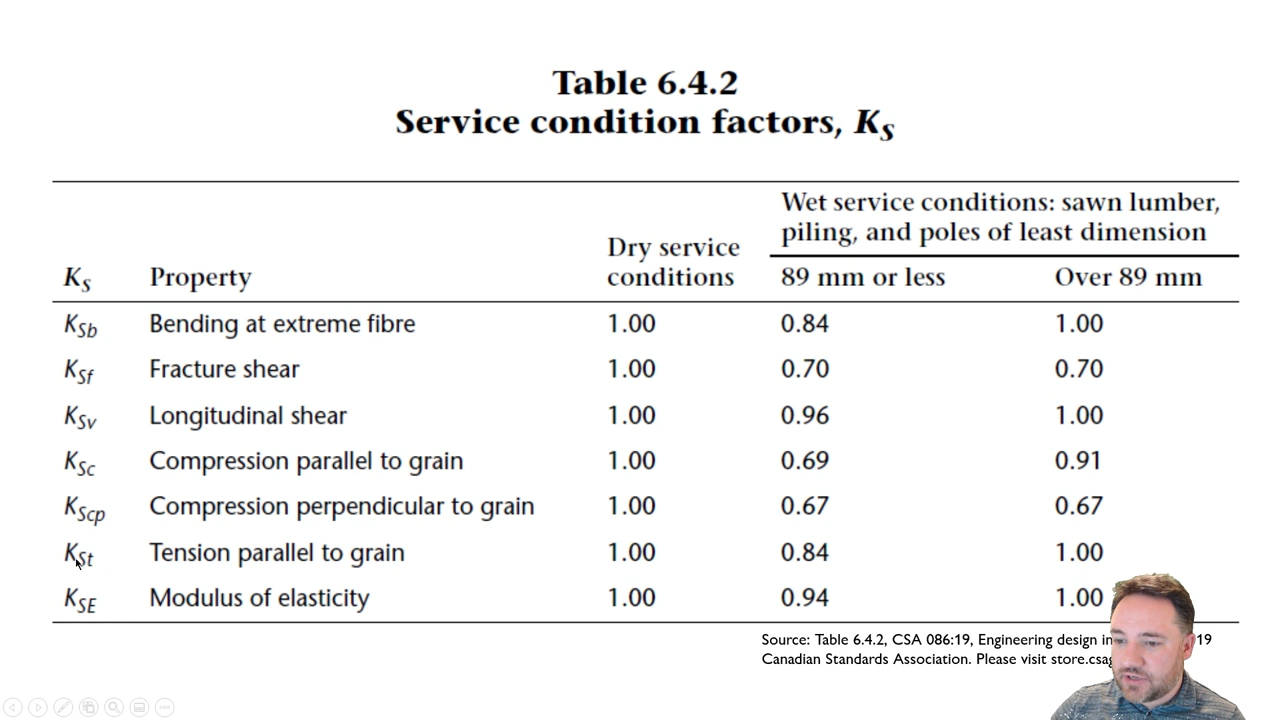 Table 6.4.2
Service condition factors, KS
Wet service conditions: sawn lumber,
piling, and poles of least dimension
Dry service
conditions
KS Property 89 mm or less Over 89 mm
KSb Bending at extreme fibre 1.00 0.84 1.00
KSf Fracture shear 1.00 0.70 0.70
KSv Longitudinal shear 1.00 0.96 1.00
KSc Compression parallel to grain 1.00 0.69 0.91
KScp Compression perpendicular to grain 1.00 0.67 0.67
KSt Tension parallel to grain 1.00 0.84 1.00
KSE Modulus of elasticity 1.00 0.94 1.00
Source: Table 6.4.2, CSA 086:19, Engineering design in 19
Canadian Standards Association. Please visit